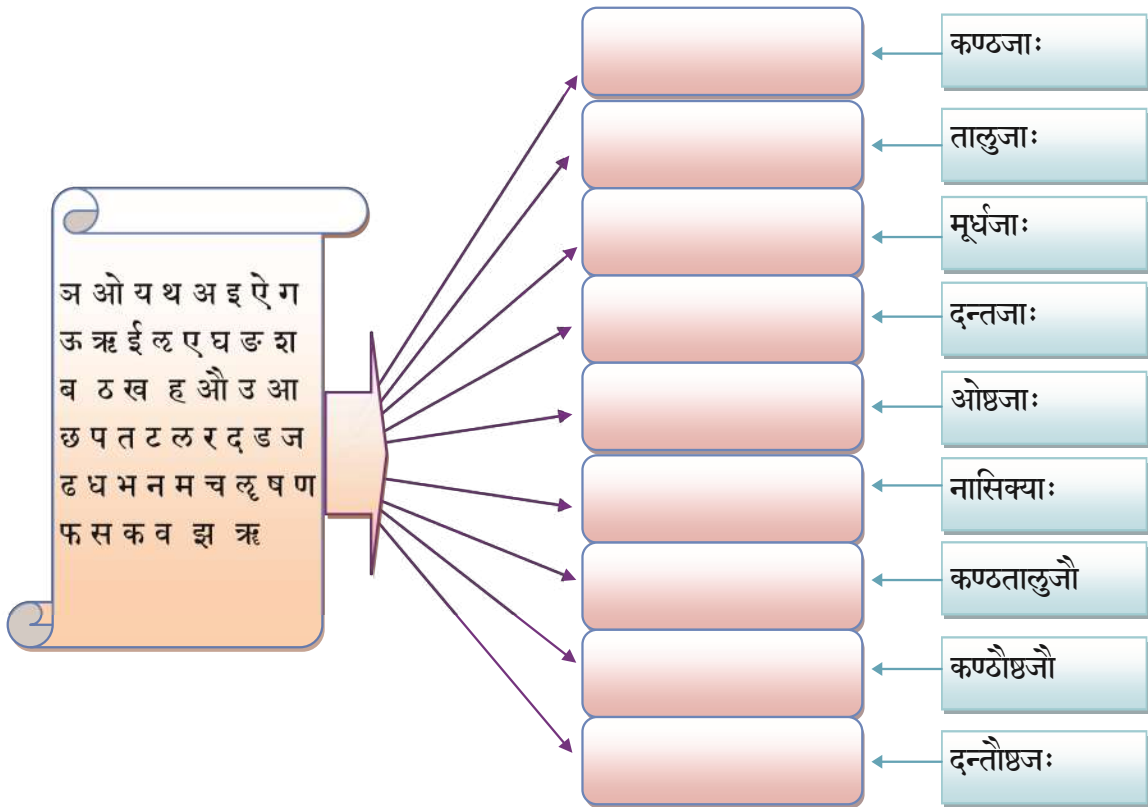 ञ ओ य थ अ इ ऐ ग
ऊ ऋ ई ऌ ए घ ङ श
ब ठ ख ह औ उ आ
छ प त ट ल र द ड ज
ढ ध भ न म च ॡ ष ण
फ स क व झ ॠ
कण्ठजाः
तालुजाः
मूर्धजाः
दन्तजाः
ओष्ठजाः
नासिक्याः
कण्ठतालुजौ
कण्ठौष्ठजौ
दन्तौष्ठजः